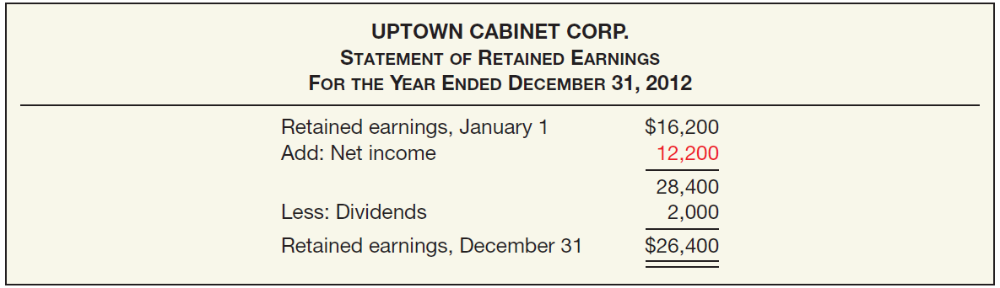 UPTOWN CABINET CORP.
STATEMENT OF RETAINED EARNINGS
FOR THE YEAR ENDED DECEMBER 31, 2012
Retained earnings, January 1 $16,200
Add: Net income 12,200
28,400
Less: Dividends 2,000
Retained earnings, December 31 $26,400